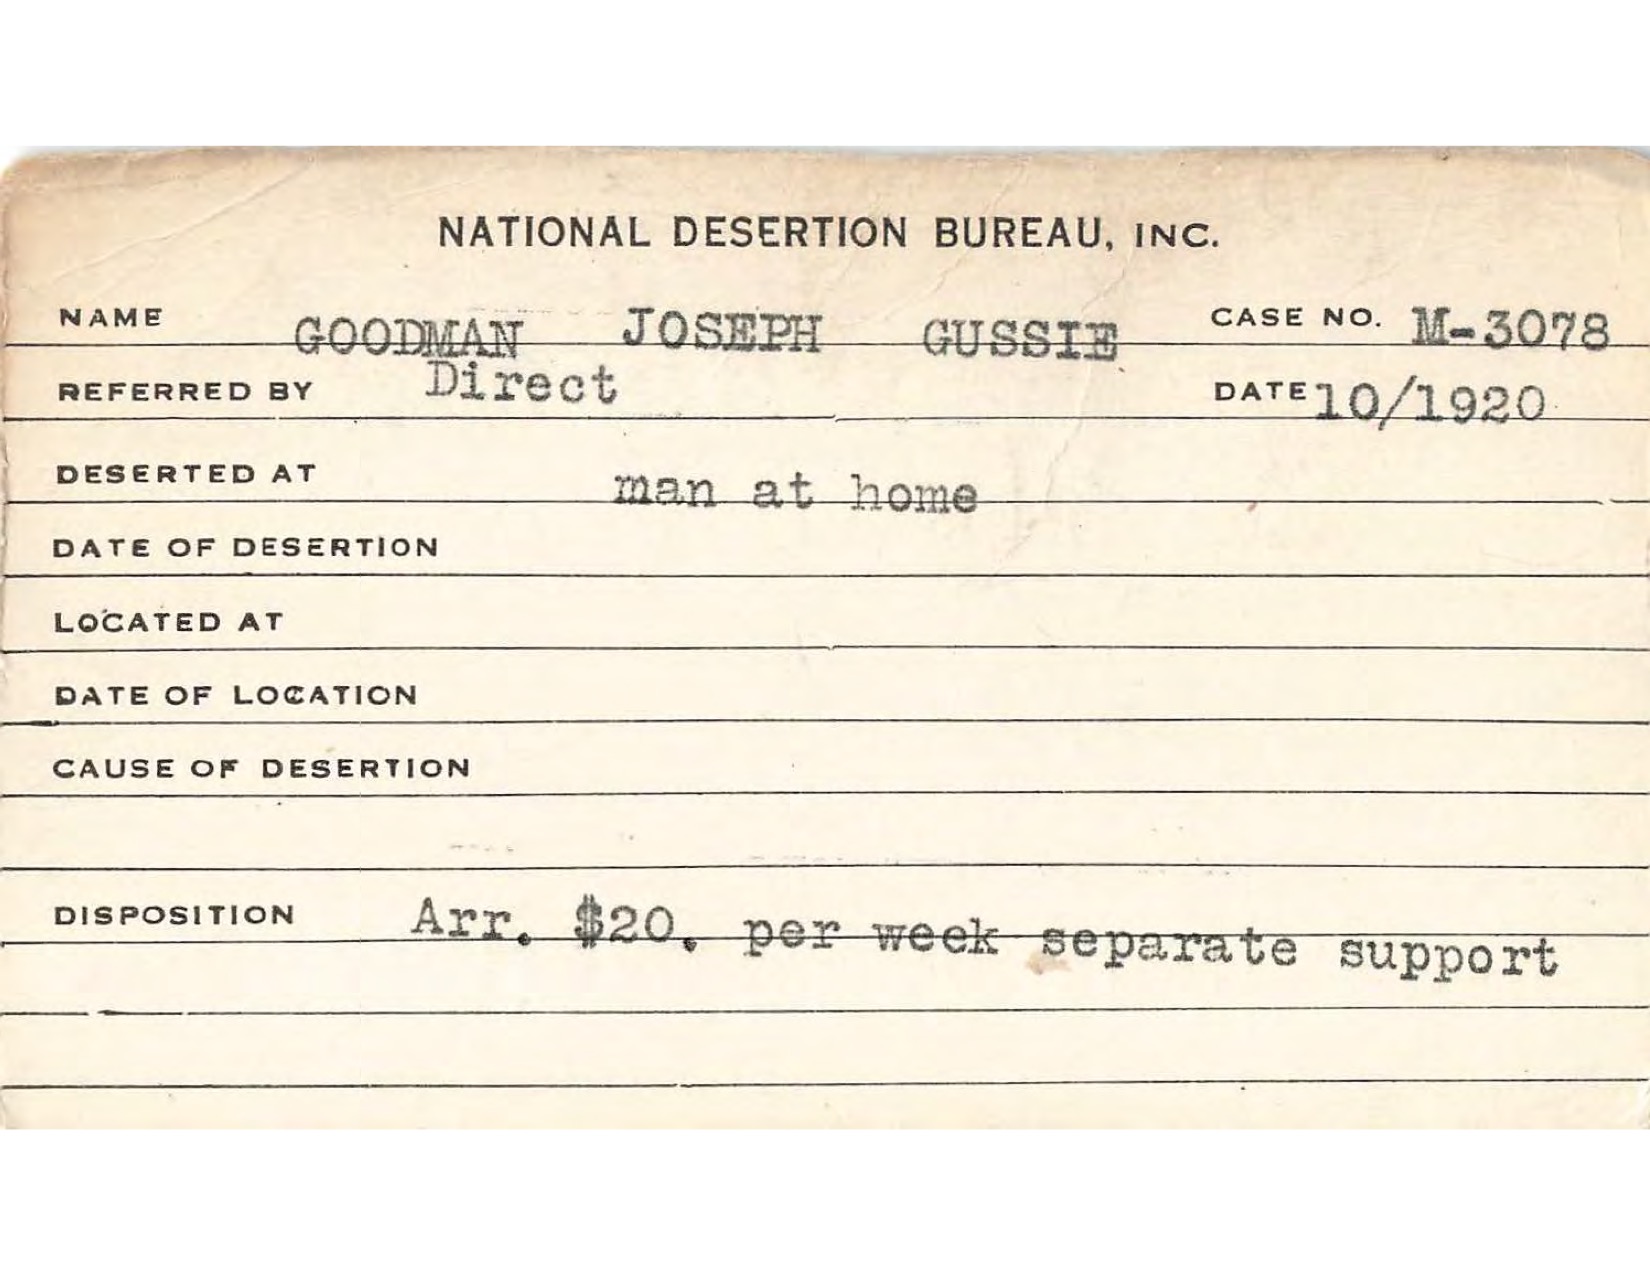 NATIONAL DESERTION BUREAU, INC.
NAME GOODMAN JOSEPH GUSSIE CASE NO. M-3078
REFERRED BY Direct DATE 10/1920
DESERTED AT man at home
DATE OF DESERTION
LOCATED AT
DATE OF LOCATION
CAUSE OF DESERTION
DISPOSITION Arr. $20. per week separate support